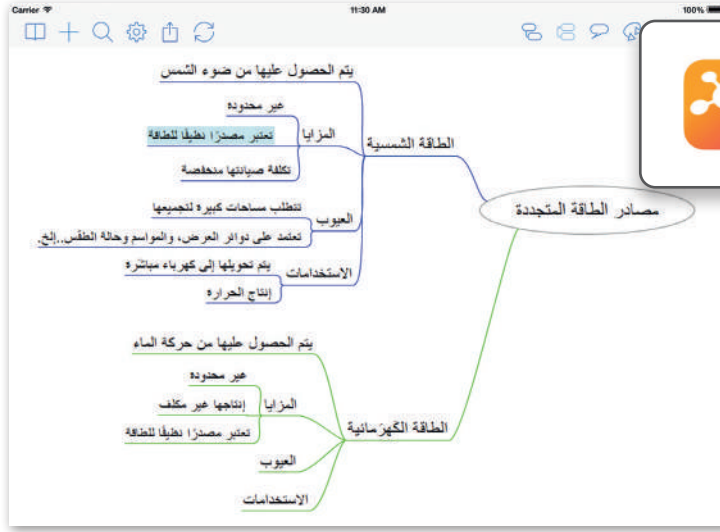 Carrier
11:30 AM
100%
مصادر الطاقة المتجددة
الطاقة الشمسية
يتم الحصول عليها من ضوء الشمس
المزايا
غير محدودة
تعتبر مصدرًا نظيفًا للطاقة
تكلفة صيانتها منخفضة
العيوب
تتطلب مساحات كبيرة لتجميعها
تعتمد على دوائر العرض، والمواسم وحالة الطقس..إلخ.
الاستخدامات
يتم تحويلها إلى كهرباء مباشرة
إنتاج الحرارة
الطاقة الكَهرَمائية
يتم الحصول عليها من حركة الماء
المزايا
غير محدودة
إنتاجها غير مكلف
تعتبر مصدرًا نظيفًا للطاقة
العيوب
الاستخدامات